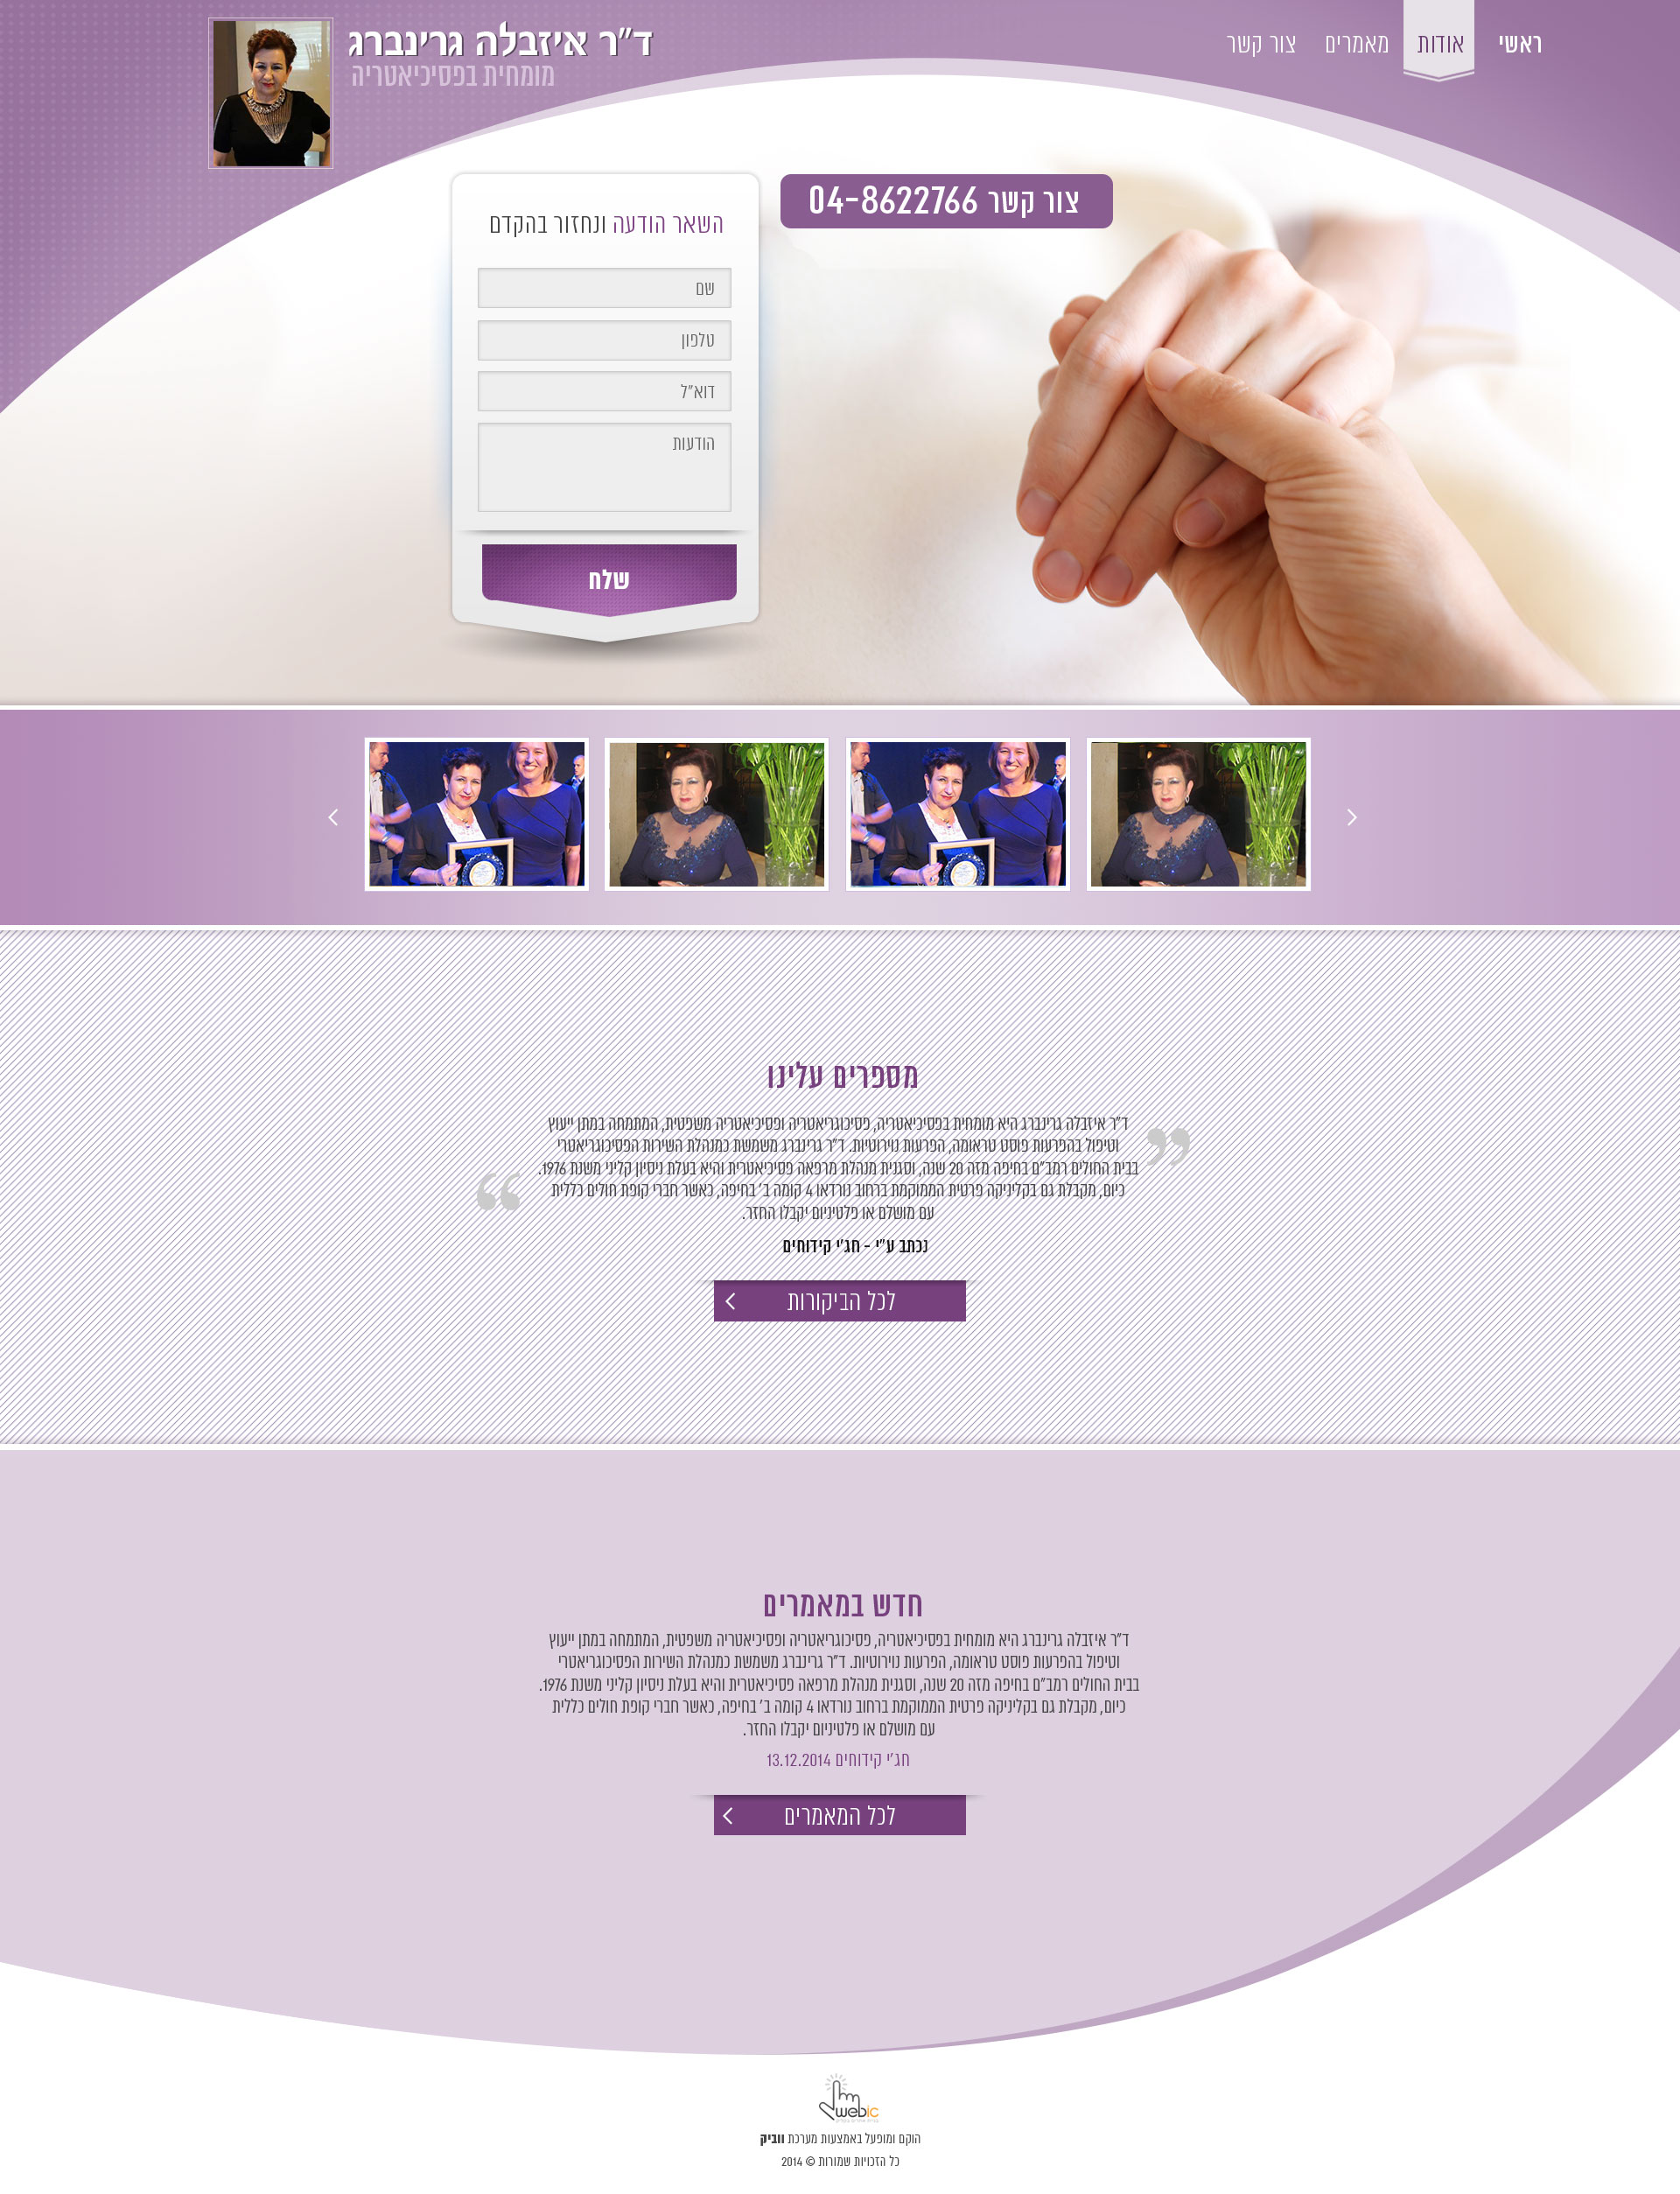 ראשי
אודות
מאמרים
צור קשר
ד"ר איזבלה גרינברג
מומחית בפסיכיאטריה
צור קשר 04-8622766
השאר הודעה ונחזור בהקדם
שם
טלפון
דוא"ל
הודעות
שלח
מספרים עלינו
ד"ר איזבלה גרינברג היא מומחית בפסיכיאטריה, פסיכוגריאטריה ופסיכיאטריה משפטית, המתמחה במתן ייעוץ
וטיפול בהפרעות פוסט טראומה, הפרעות נוירוטיות. ד"ר גרינברג משמשת כמנהלת השירות הפסיכוגריאטרי
בבית החולים רמב"ם בחיפה מזה 20 שנה, וסגנית מנהלת מרפאה פסיכיאטרית והיא בעלת ניסיון קליני משנת 1976.
כיום, מקבלת גם בקליניקה פרטית הממוקמת ברחוב נורדאו 4 קומה ב' בחיפה, כאשר חברי קופת חולים כללית
עם מושלם או פלטיניום יקבלו החזר.
נכתב ע"י - חג'י קידוחים
לכל הביקורות
חדש במאמרים
ד"ר איזבלה גרינברג היא מומחית בפסיכיאטריה, פסיכוגריאטריה ופסיכיאטריה משפטית, המתמחה במתן ייעוץ
וטיפול בהפרעות פוסט טראומה, הפרעות נוירוטיות. ד"ר גרינברג משמשת כמנהלת השירות הפסיכוגריאטרי
בבית החולים רמב"ם בחיפה מזה 20 שנה, וסגנית מנהלת מרפאה פסיכיאטרית והיא בעלת ניסיון קליני משנת 1976.
כיום, מקבלת גם בקליניקה פרטית הממוקמת ברחוב נורדאו 4 קומה ב' בחיפה, כאשר חברי קופת חולים כללית
עם מושלם או פלטיניום יקבלו החזר.
חג'י קידוחים 13.12.2014
לכל המאמרים
webic
הוקם ומופעל באמצעות מערכת ווביק
כל הזכויות שמורות © 2014